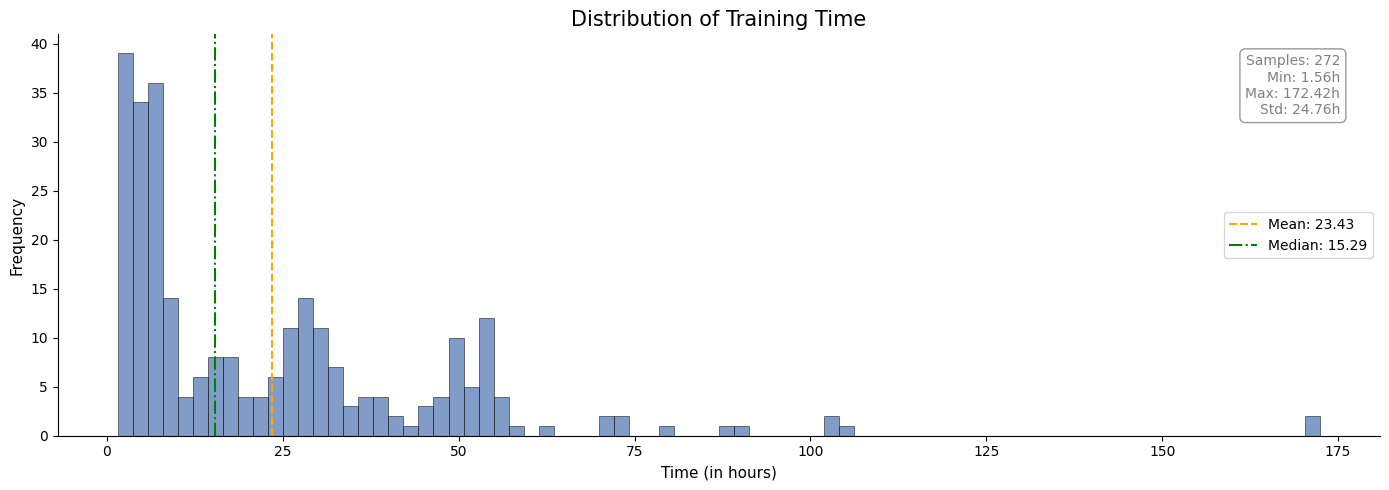 Distribution of Training Time
Frequency
40
35
30
25
20
15
10
5
0
Samples: 272
Min: 1.56h
Max: 172.42h
Std: 24.76h
Mean: 23.43
Median: 15.29
0 25 50 75 100 125 150 175
Time (in hours)